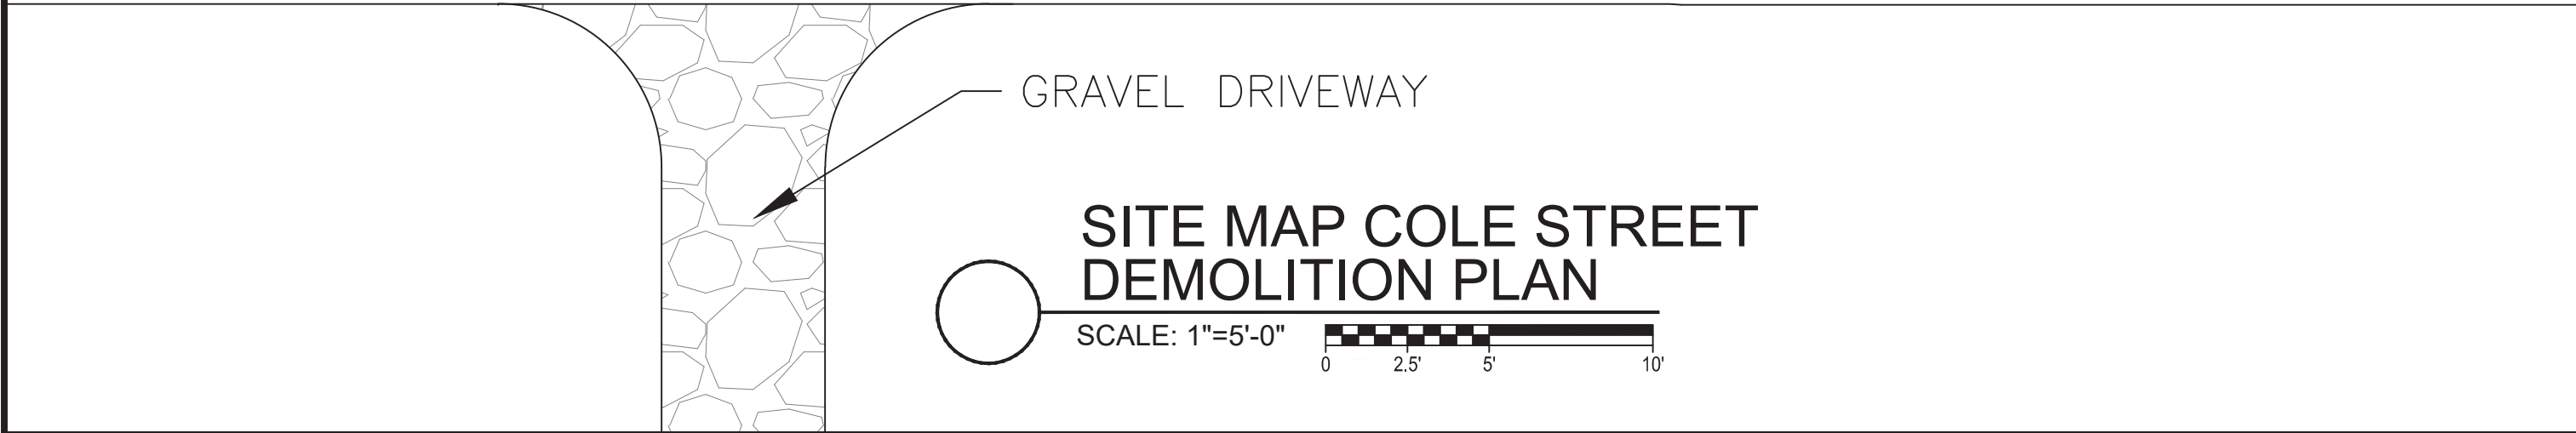 GRAVEL DRIVEWAY
SITE MAP COLE STREET
DEMOLITION PLAN
SCALE: 1"=5'-0"
0 2.5' 5' 10'